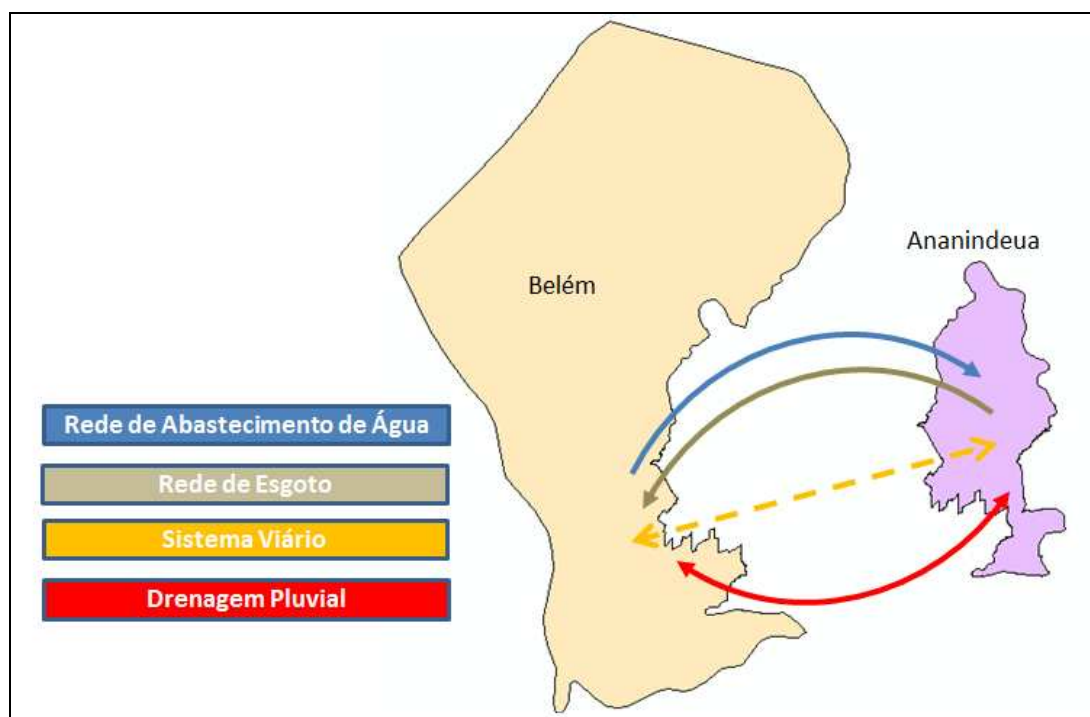 Ananindeua
Belém
Rede de Abastecimento de Água
Rede de Esgoto
Sistema Viário
Drenagem Pluvial